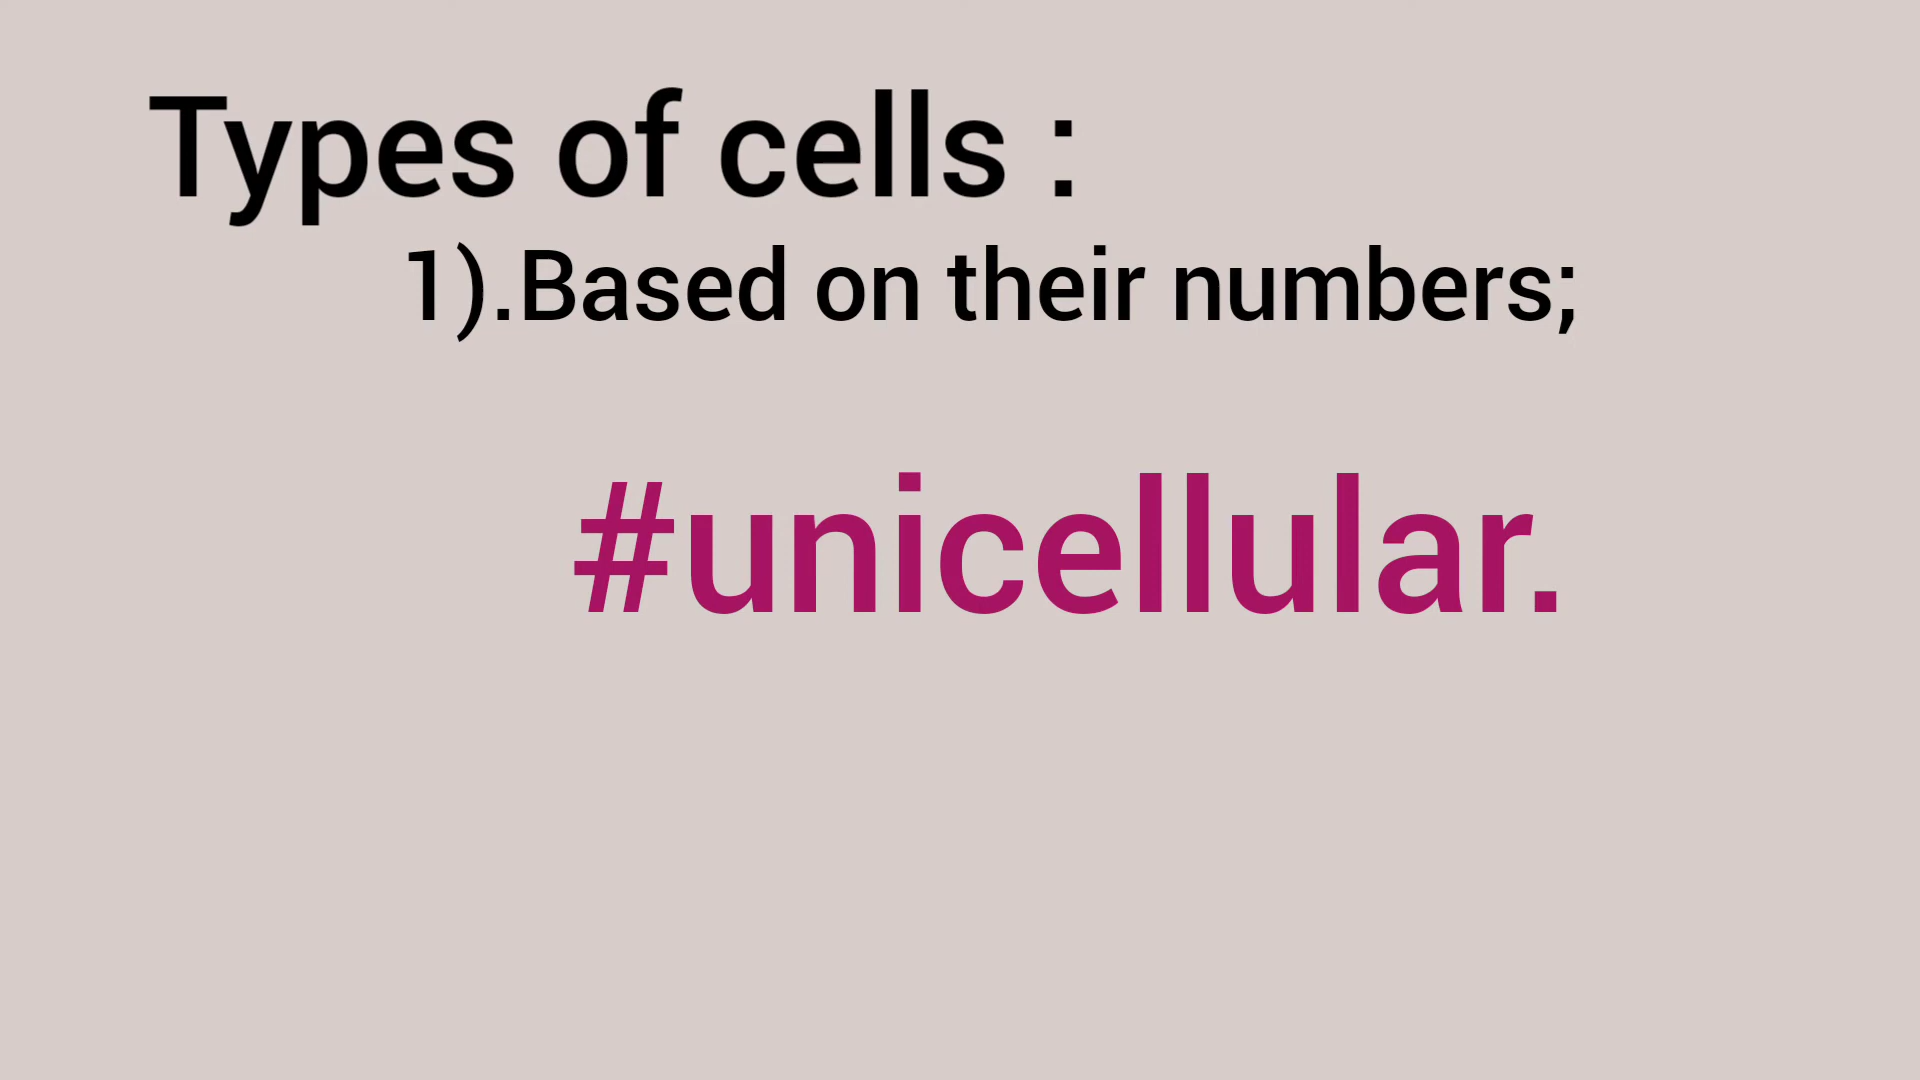 Types of cells :
1).Based on their numbers;
#unicellular.